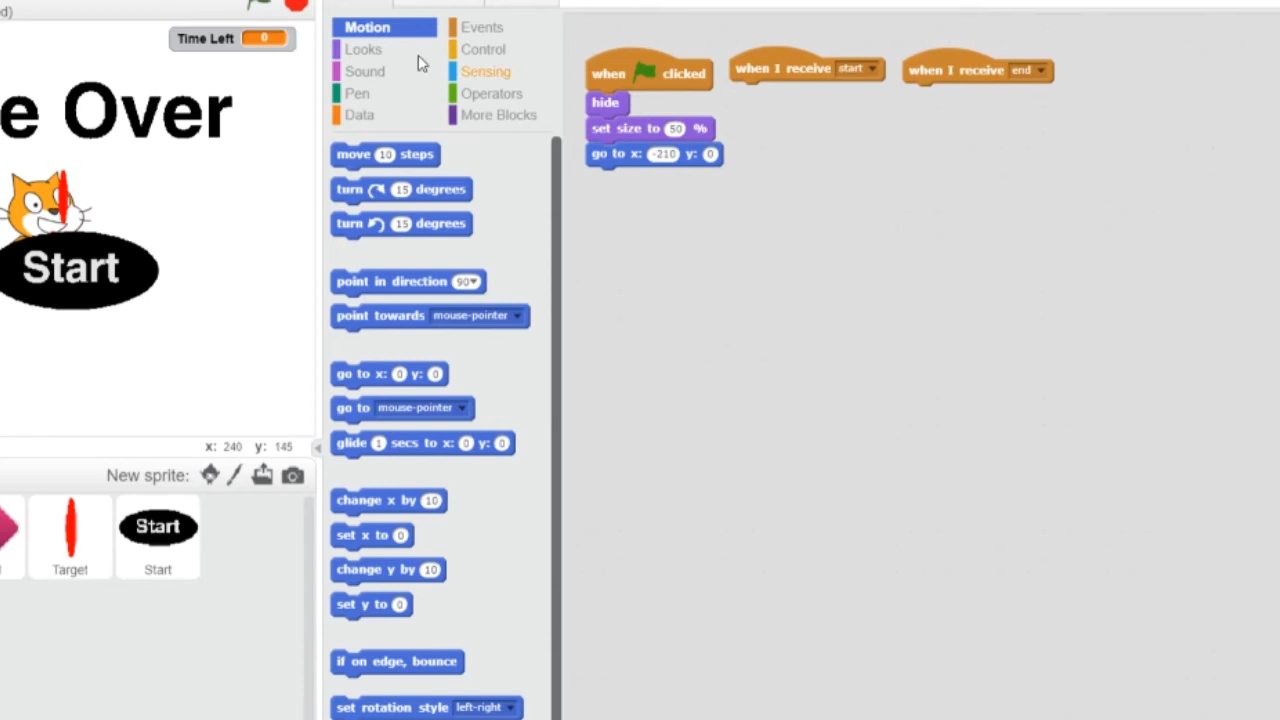 d)
Time Left 0
e Over
Start
x: 240 y: 145
New sprite:
Start
Target
Start
Motion
Events
Looks
Control
Sound
Sensing
Pen
Operators
Data
More Blocks
move 10 steps
turn 15 degrees
turn 15 degrees
point in direction 90
point towards mouse-pointer
go to x: 0 y: 0
go to mouse-pointer
glide 1 secs to x: 0 y: 0
change x by 10
set x to 0
change y by 10
set y to 0
if on edge, bounce
set rotation style left-right
when clicked
hide
set size to 50 %
go to x: -210 y: 0
when I receive start
when I receive end